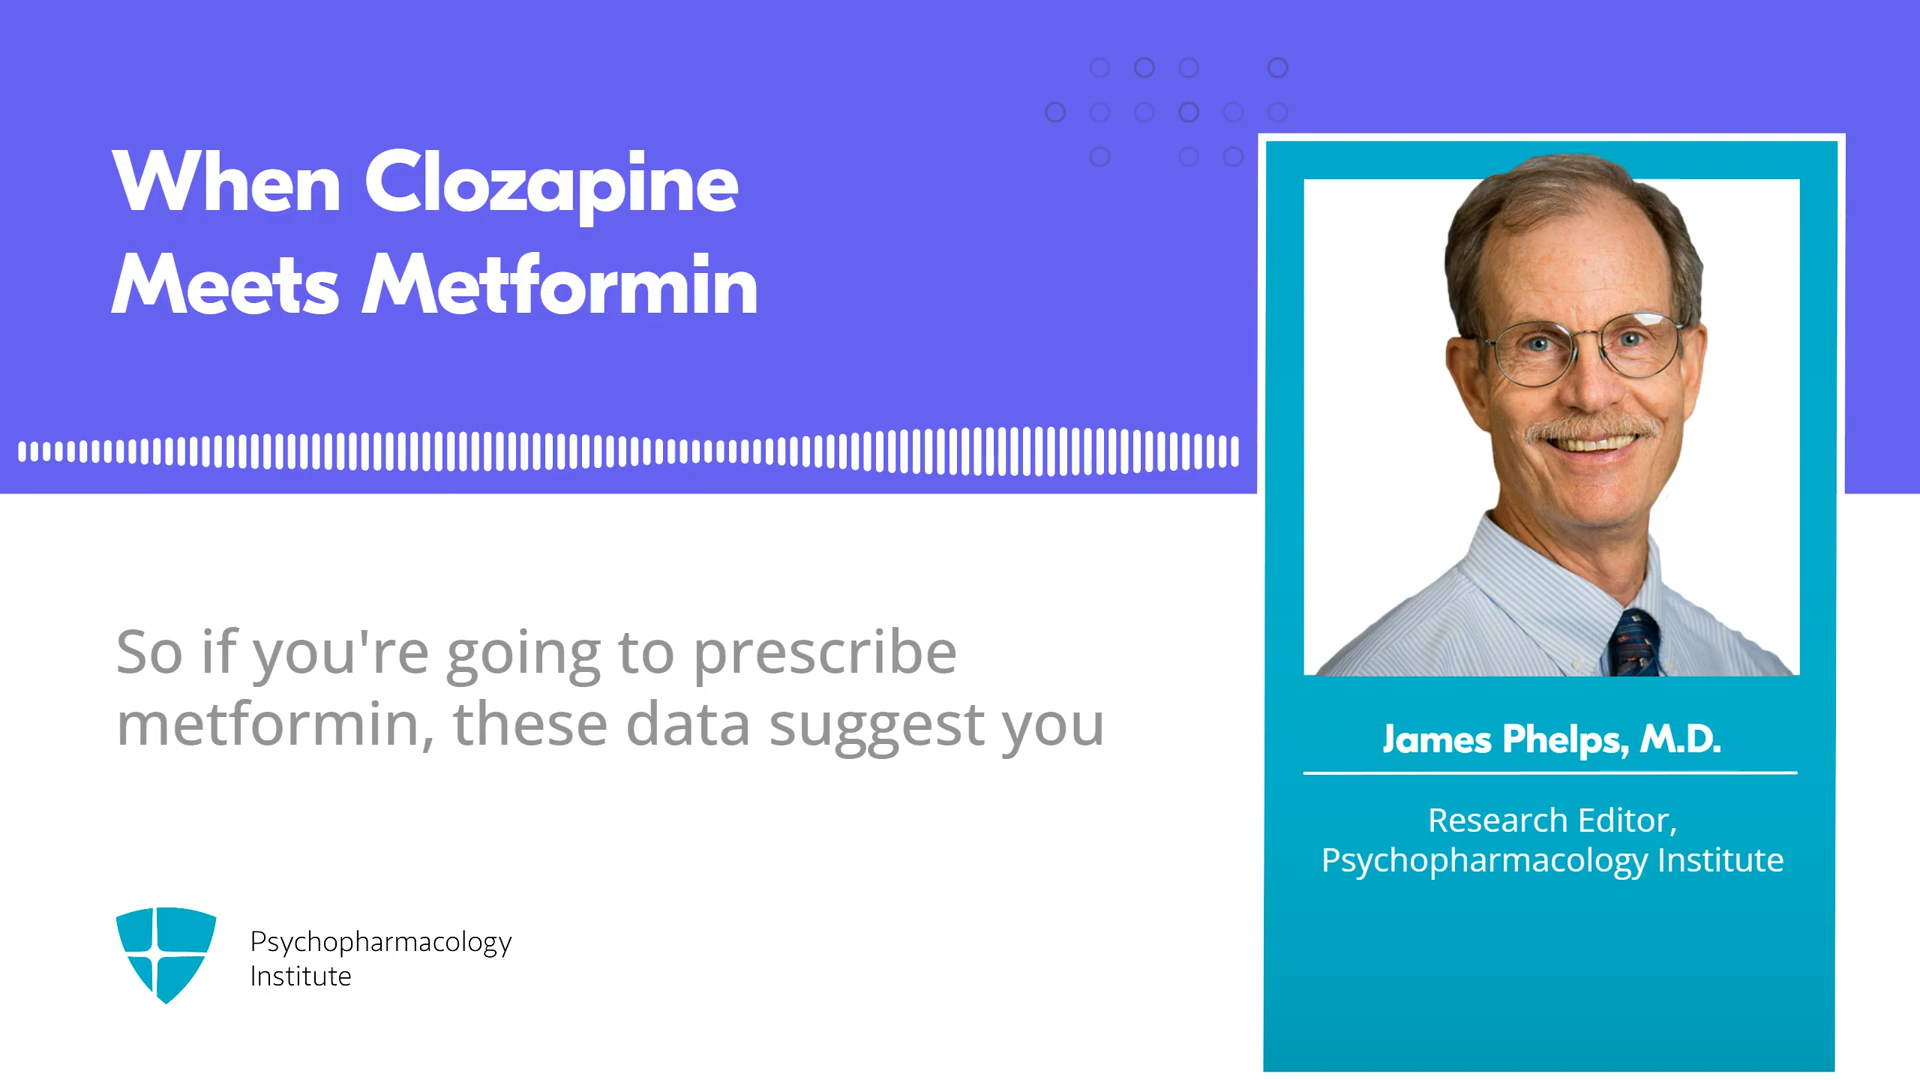 When Clozapine
Meets Metformin
So if you're going to prescribe
metformin, these data suggest you
James Phelps, M.D.
Research Editor,
Psychopharmacology Institute
Psychopharmacology
Institute